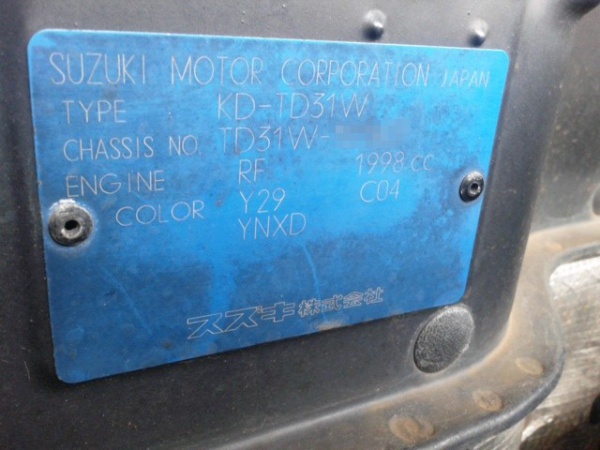 SUZUKI MOTOR CORPORATION JAPAN
TYPE KD-TD31W
CHASSIS NO. TD31W-
ENGINE RF 1998 cc
COLOR Y29 C04
YNXD
スズキ株式会社